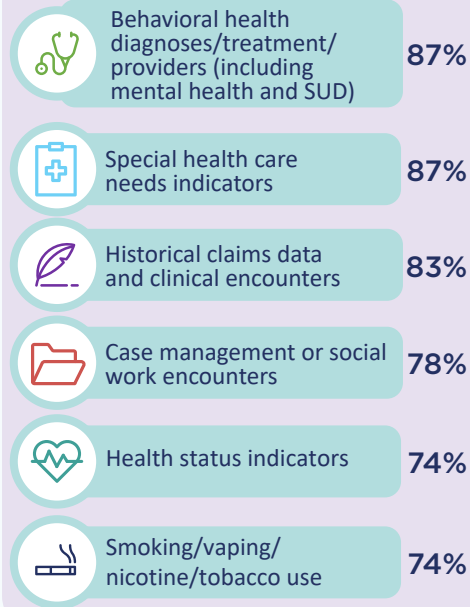 Behavioral health
diagnoses/treatment/
providers (including
mental health and SUD)
87%
Special health care
needs indicators
87%
Historical claims data
and clinical encounters
83%
Case management or social
work encounters
78%
Health status indicators
74%
Smoking/vaping/
nicotine/tobacco use
74%